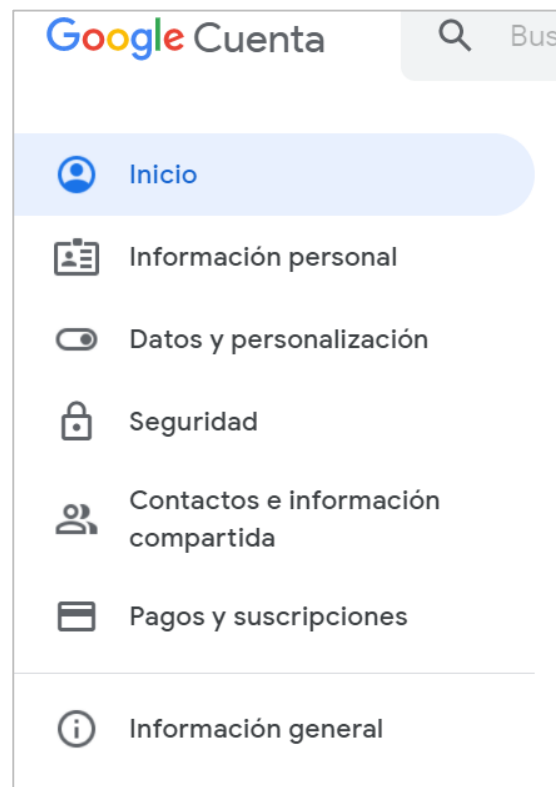 Google Cuenta
Bus
Inicio
Información personal
Datos y personalización
Seguridad
Contactos e información
compartida
Pagos y suscripciones
Información general